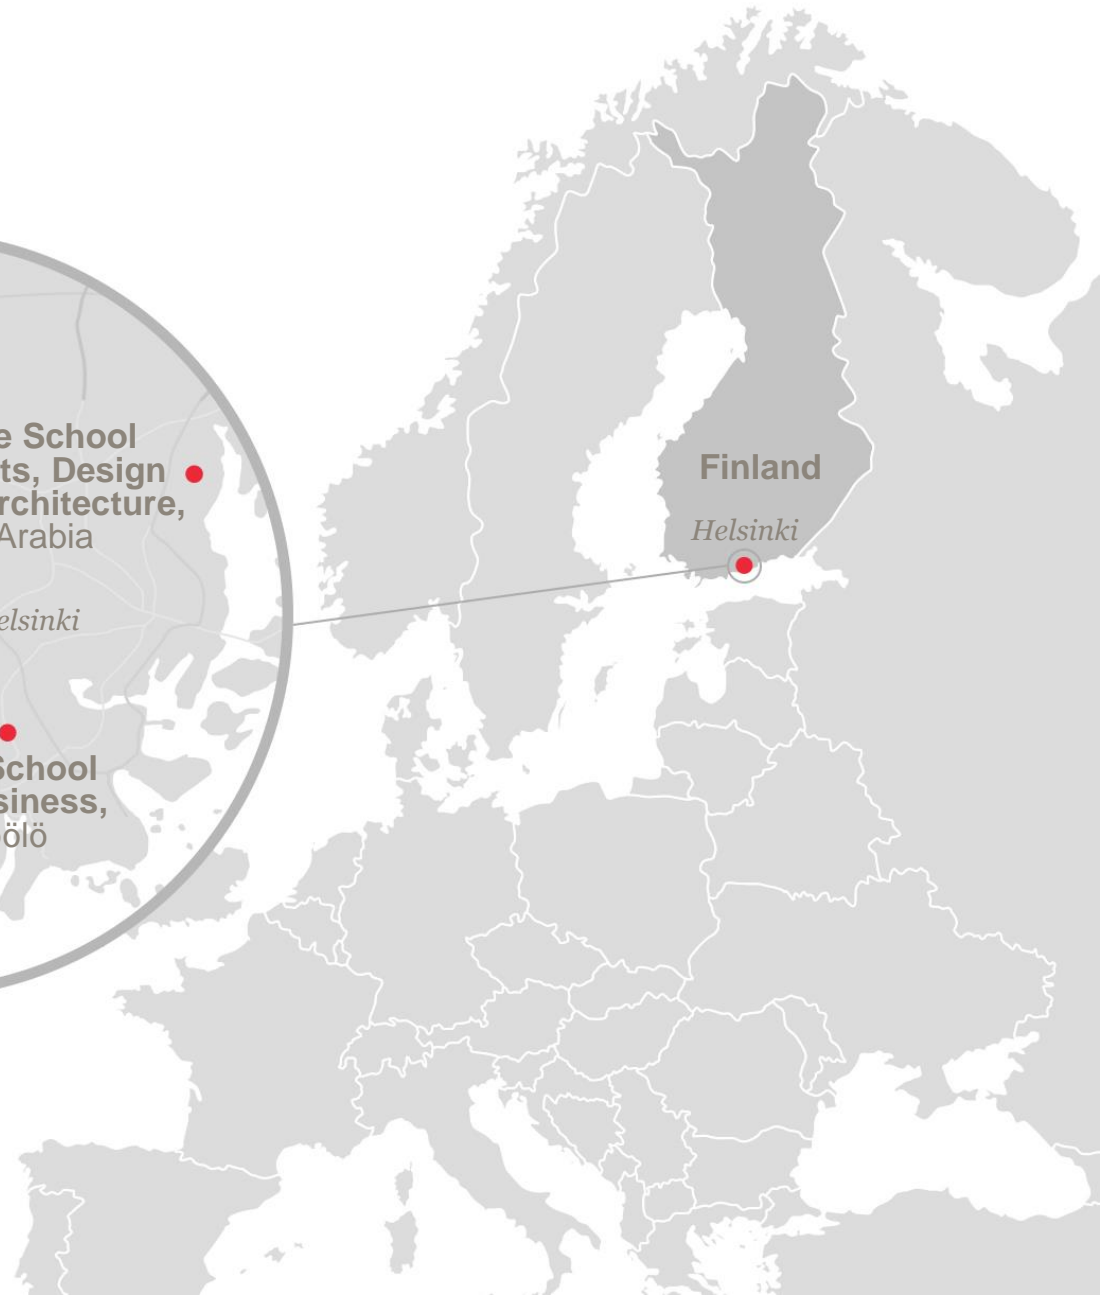 e School
ts, Design
rchitecture,
Arabia
elsinki
School
siness,
ölö
Finland
Helsinki